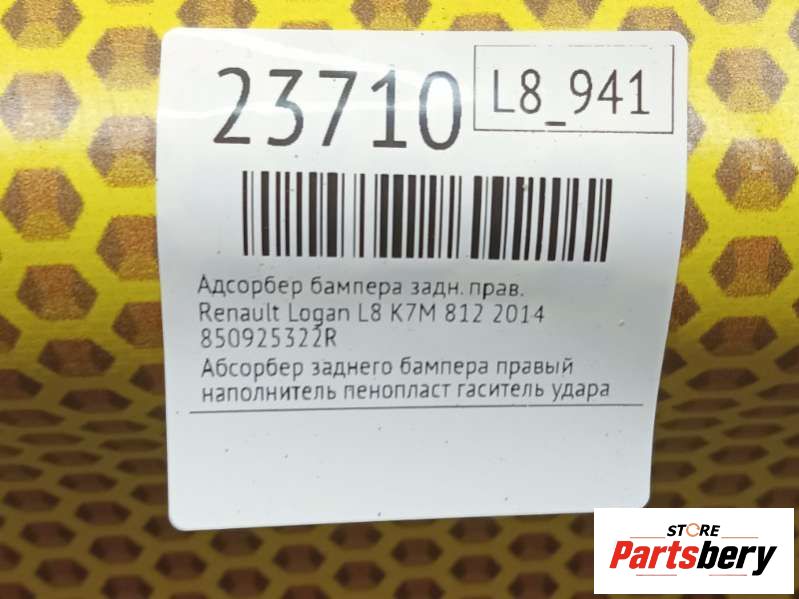 23710
L8_941
Адсорбер бампера задн. прав.
Renault Logan L8 K7M 812 2014
850925322R
Абсорбер заднего бампера правый
наполнитель пенопласт гаситель удара
STORE
Partsbery